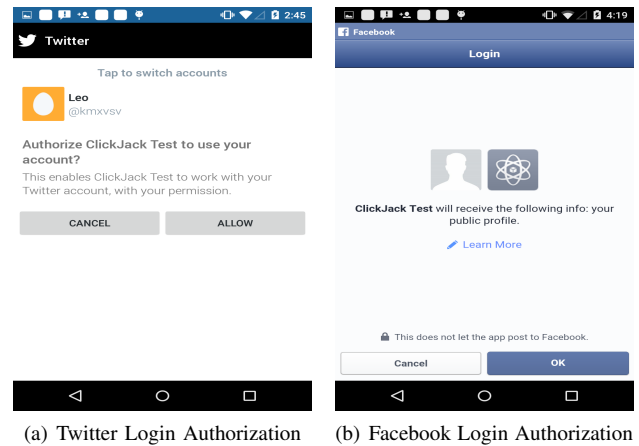 2:45
Twitter
Tap to switch accounts
Leo
@kmxvsv
Authorize ClickJack Test to use your
account?
This enables ClickJack Test to work with your
Twitter account, with your permission.
CANCEL
ALLOW
(a) Twitter Login Authorization
4:19
Facebook
Login
ClickJack Test will receive the following info: your
public profile.
Learn More
This does not let the app post to Facebook.
Cancel
OK
(b) Facebook Login Authorization